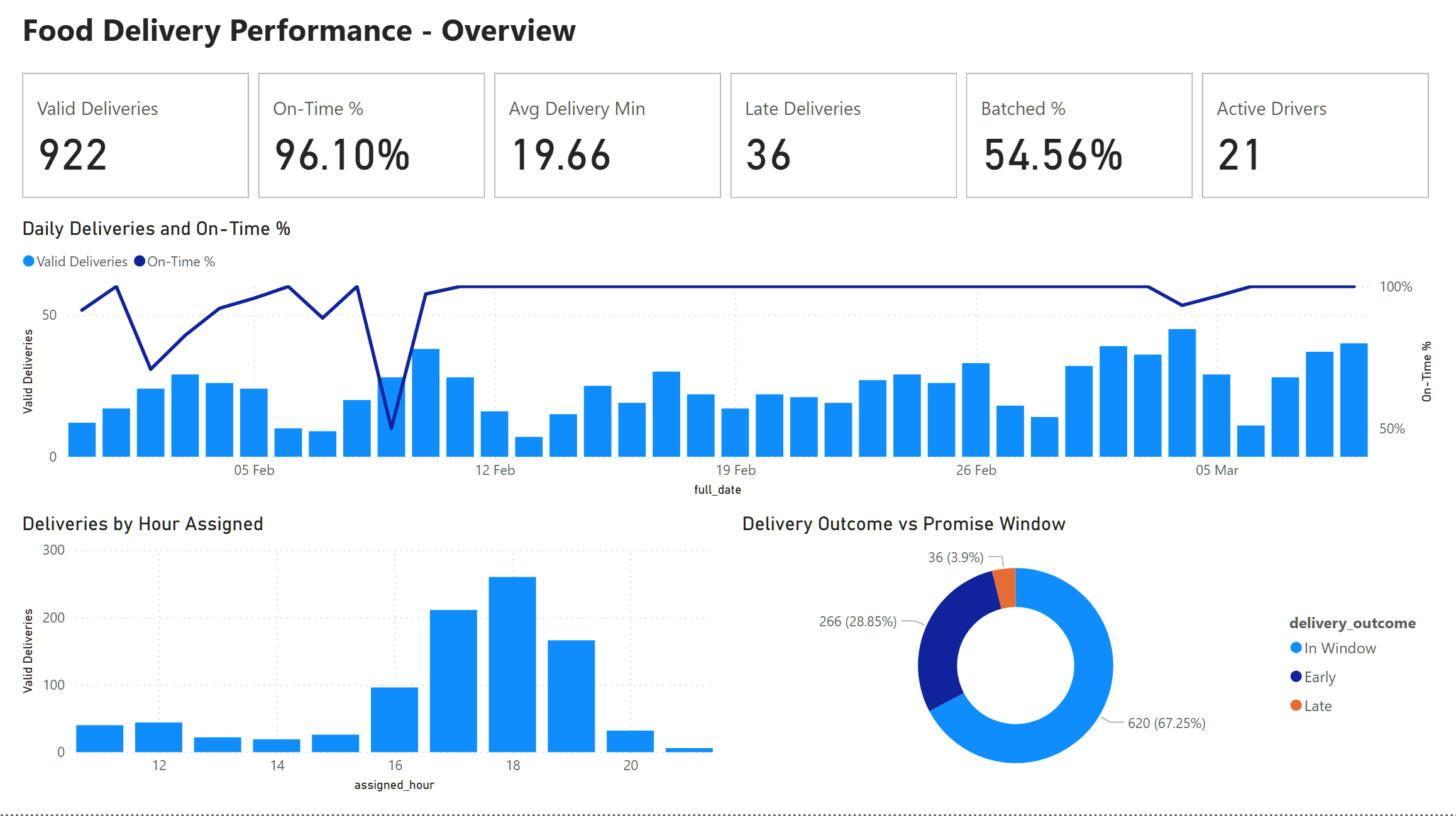 Food Delivery Performance - Overview
Valid Deliveries
922
On-Time %
96.10%
Avg Delivery Min
19.66
Late Deliveries
36
Batched %
54.56%
Active Drivers
21
Daily Deliveries and On-Time %
Valid Deliveries On-Time %
Valid Deliveries
50
0
100%
50%
On-Time %
05 Feb 12 Feb 19 Feb 26 Feb 05 Mar
full_date
Deliveries by Hour Assigned
Valid Deliveries
300
200
100
0
12 14 16 18 20
assigned_hour
Delivery Outcome vs Promise Window
36 (3.9%)
266 (28.85%)
620 (67.25%)
delivery_outcome
In Window
Early
Late